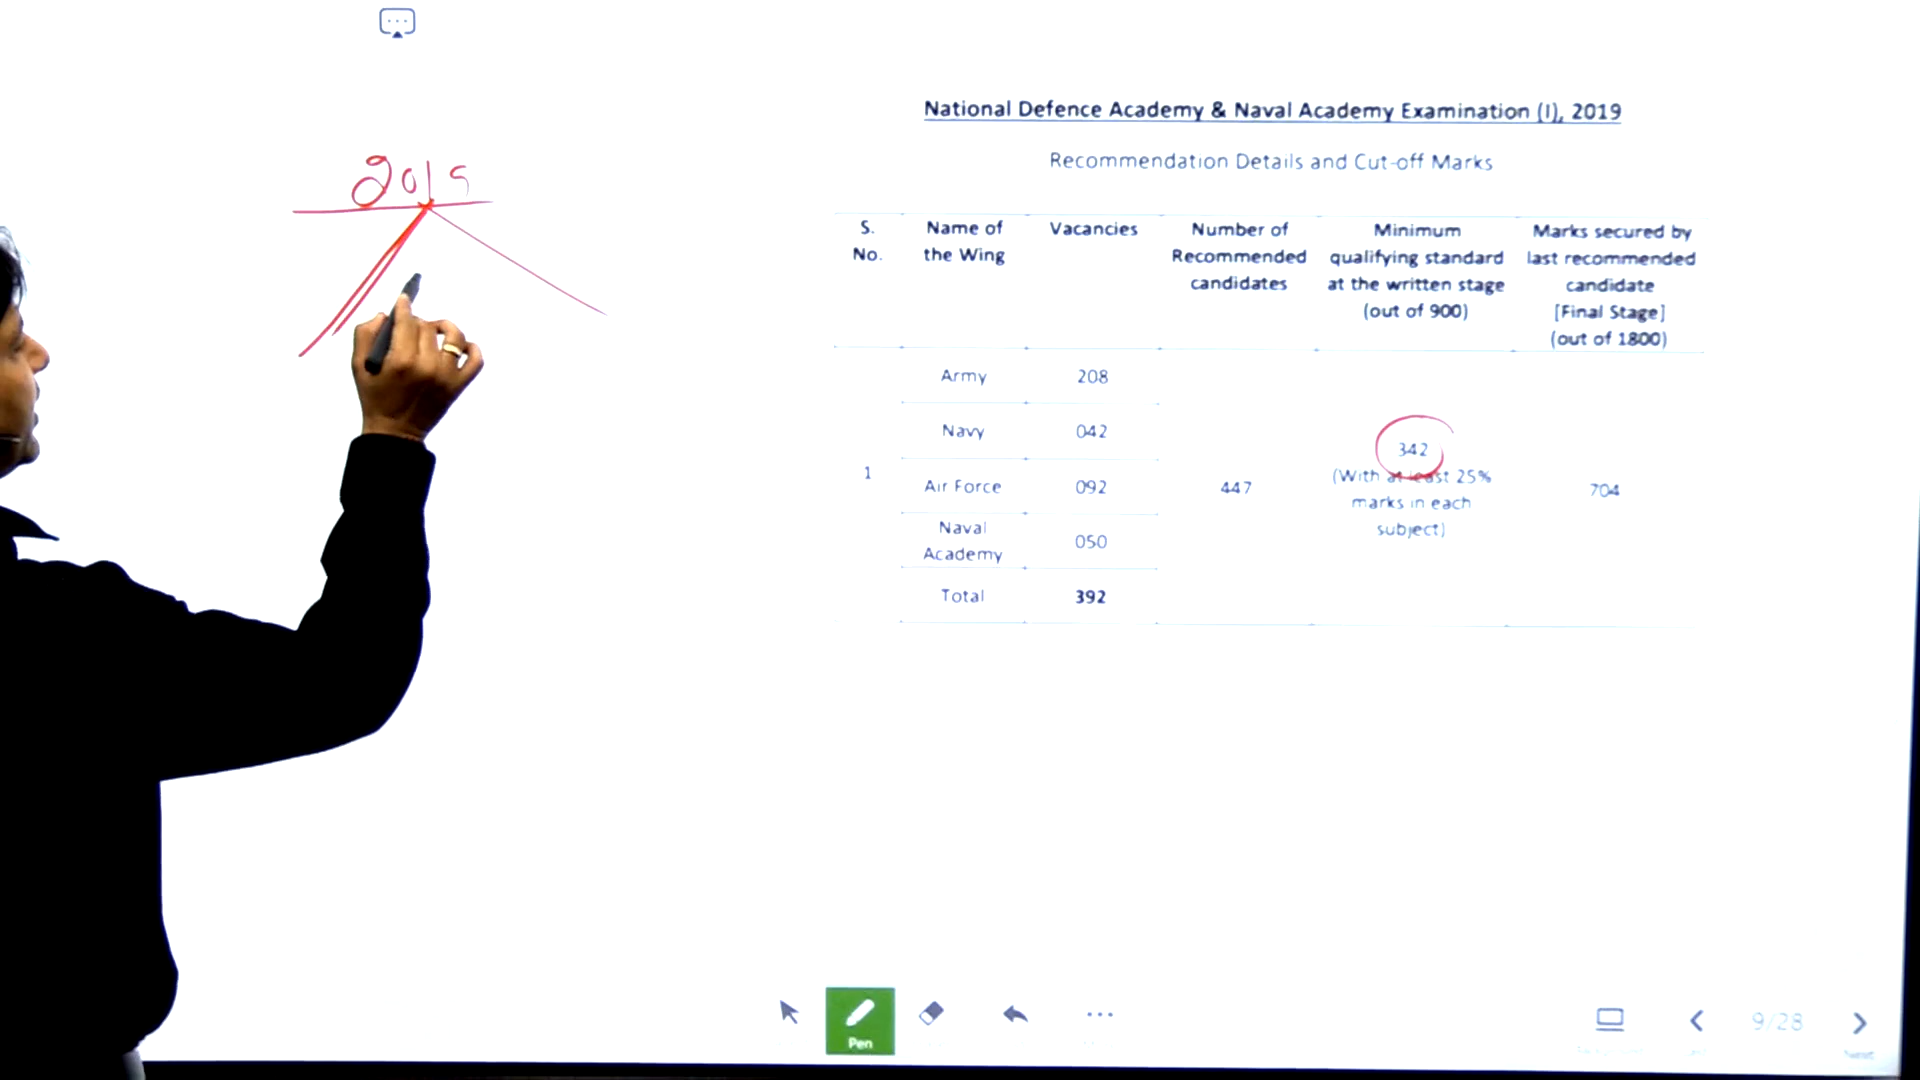 2019
National Defence Academy & Naval Academy Examination (I), 2019
Recommendation Details and Cut-off Marks
S. No.
Name of the Wing
Vacancies
Number of Recommended candidates
Minimum qualifying standard at the written stage (out of 900)
Marks secured by last recommended candidate [Final Stage] (out of 1800)
1
Army 208
Navy 042
Air Force 092
Naval Academy 050
Total 392
447
342
(With at least 25% marks in each subject)
704
Pen
9/28
Next